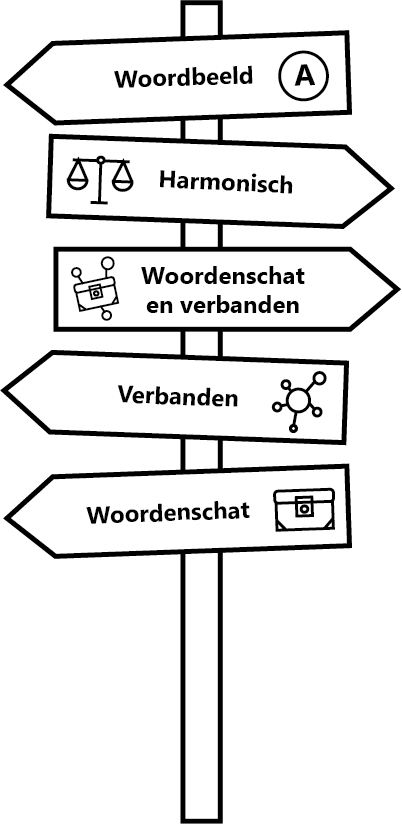 Woordbeeld A
Harmonisch
Woordenschat
en verbanden
Verbanden
Woordenschat